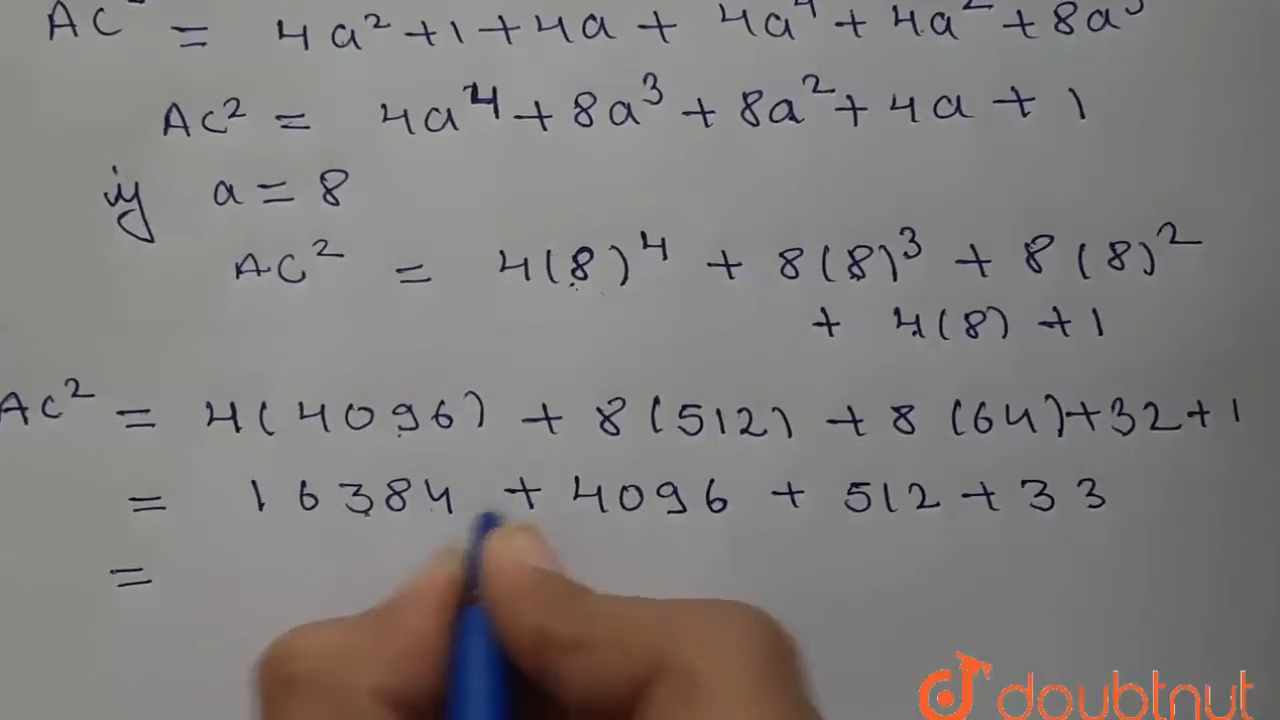 AC² = 4a² + 1 + 4a + 4a⁴ + 4a² + 8a³
AC² = 4a⁴ + 8a³ + 8a² + 4a + 1
if a = 8
AC² = 4(8)⁴ + 8(8)³ + 8(8)²
+ 4(8) + 1
AC² = 4(4096) + 8(512) + 8(64) + 32 + 1
= 16384 + 4096 + 512 + 33
=
doubtnut